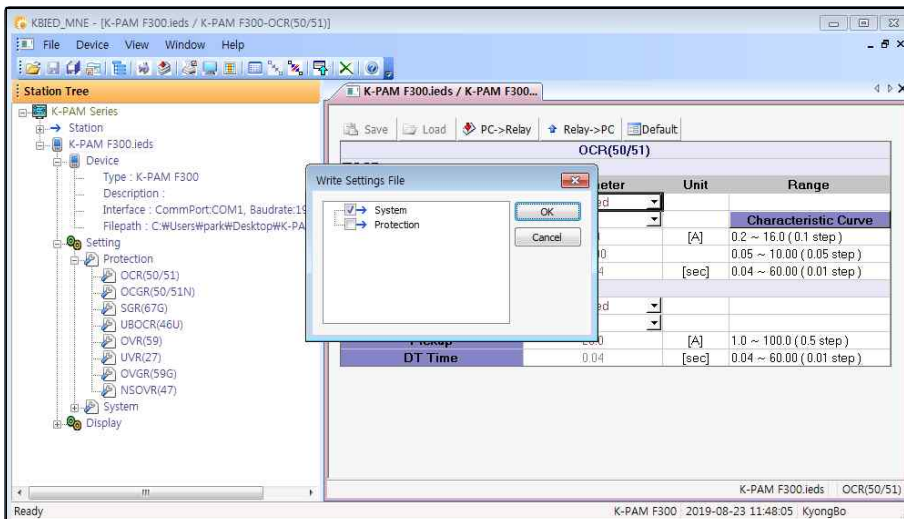 KBIED_MNE - [K-PAM F300.ieds / K-PAM F300-OCR(50/51)]
File Device View Window Help
Station Tree
K-PAM F300.ieds / K-PAM F300...
K-PAM Series
Station
K-PAM F300.ieds
Device
Type : K-PAM F300
Description :
Interface : CommPort:COM1, Baudrate:19
Filepath : C:₩Users₩park₩Desktop₩K-PA
Setting
Protection
OCR(50/51)
OCGR(50/51N)
SGR(67G)
UBOCR(46U)
OVR(59)
UVR(27)
OVGR(59G)
NSOVR(47)
System
Display
Save Load PC->Relay Relay->PC Default
OCR(50/51)
Unit Range
Characteristic Curve
[A] 0.2 ~ 16.0 ( 0.1 step )
0.05 ~ 10.00 ( 0.05 step )
[sec] 0.04 ~ 60.00 ( 0.01 step )
[A] 1.0 ~ 100.0 ( 0.5 step )
DT Time 0.04 [sec] 0.04 ~ 60.00 ( 0.01 step )
Write Settings File
System
Protection
OK
Cancel
K-PAM F300.ieds OCR(50/51)
Ready K-PAM F300 2019-08-23 11:48:05 KyongBo